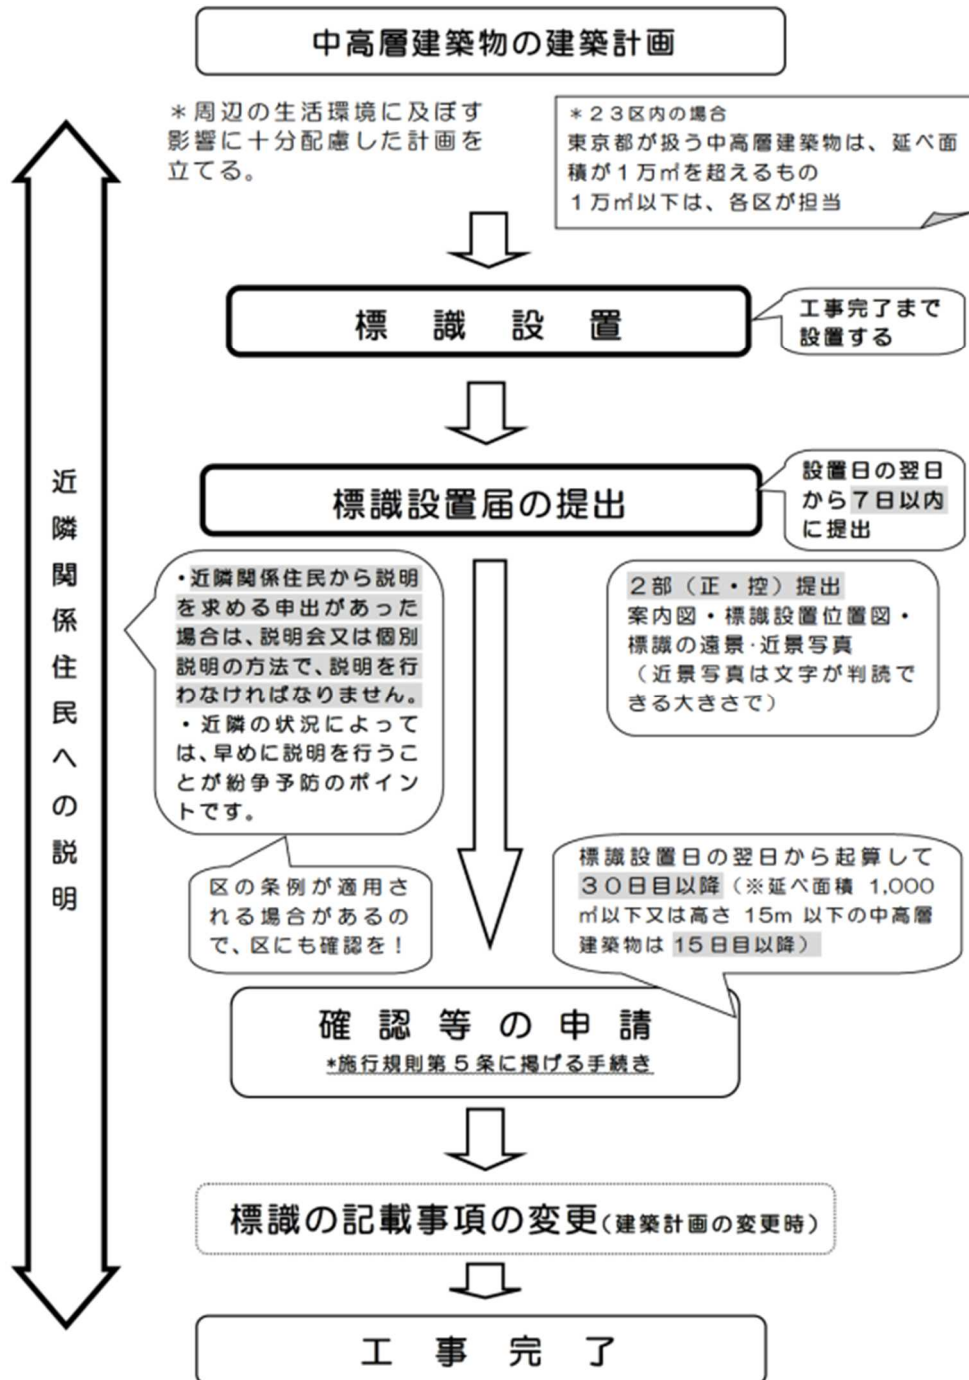 中高層建築物の建築計画
＊周辺の生活環境に及ぼす
影響に十分配慮した計画を
立てる。
＊２３区内の場合
東京都が扱う中高層建築物は、延べ面
積が１万㎡を超えるもの
１万㎡以下は、各区が担当
標識設置
工事完了まで
設置する
標識設置届の提出
設置日の翌日
から７日以内
に提出
近隣関係住民への説明
・近隣関係住民から説明
を求める申出があった
場合は、説明会又は個別
説明の方法で、説明を行
わなければなりません。
・近隣の状況によって
は、早めに説明を行うこ
とが紛争予防のポイン
トです。
２部（正・控）提出
案内図・標識設置位置図・
標識の遠景・近景写真
（近景写真は文字が判読で
きる大きさで）
区の条例が適用さ
れる場合があるの
で、区にも確認を！
標識設置日の翌日から起算して
３０日目以降（※延べ面積 1,000
㎡以下又は高さ 15m 以下の中高層
建築物は 15日目以降）
確認等の申請
*施行規則第５条に掲げる手続き
標識の記載事項の変更（建築計画の変更時）
工事完了